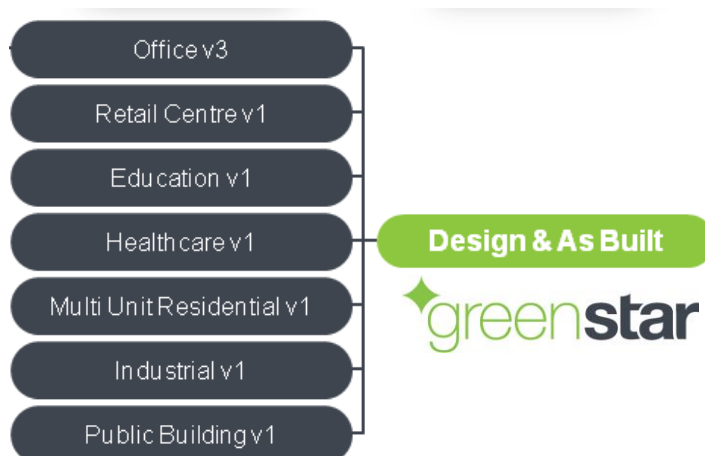 Office v3
Retail Centre v1
Education v1
Healthcare v1
Multi Unit Residential v1
Industrial v1
Public Building v1
Design & As Built
greenstar